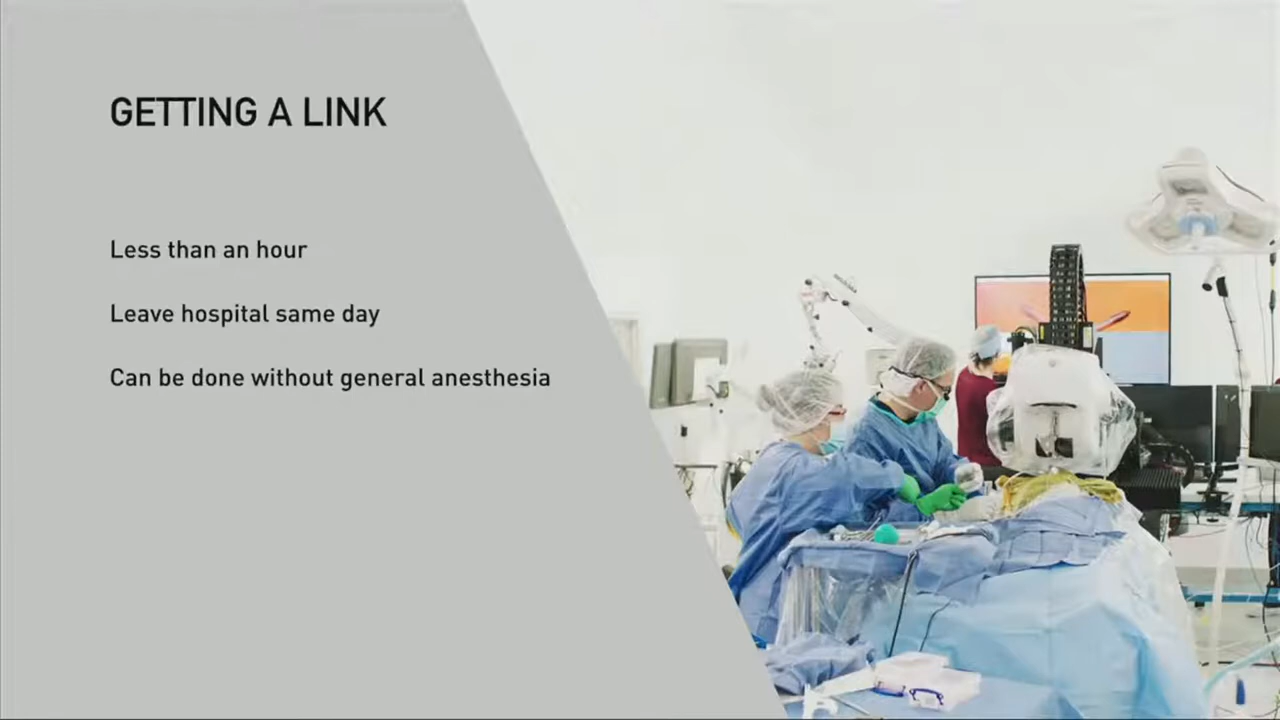 GETTING A LINK
Less than an hour
Leave hospital same day
Can be done without general anesthesia